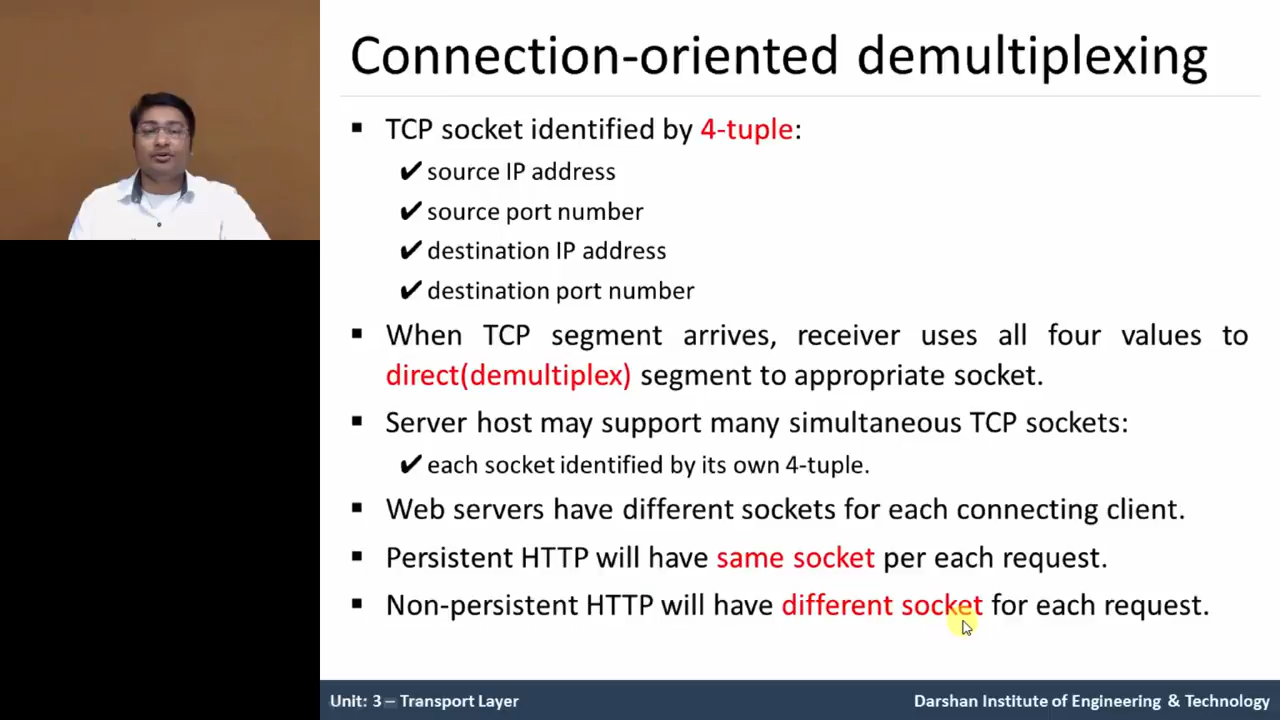 Connection-oriented demultiplexing
▪ TCP socket identified by 4-tuple:
✔ source IP address
✔ source port number
✔ destination IP address
✔ destination port number
▪ When TCP segment arrives, receiver uses all four values to
direct(demultiplex) segment to appropriate socket.
▪ Server host may support many simultaneous TCP sockets:
✔ each socket identified by its own 4-tuple.
▪ Web servers have different sockets for each connecting client.
▪ Persistent HTTP will have same socket per each request.
▪ Non-persistent HTTP will have different socket for each request.
Unit: 3 – Transport Layer
Darshan Institute of Engineering & Technology